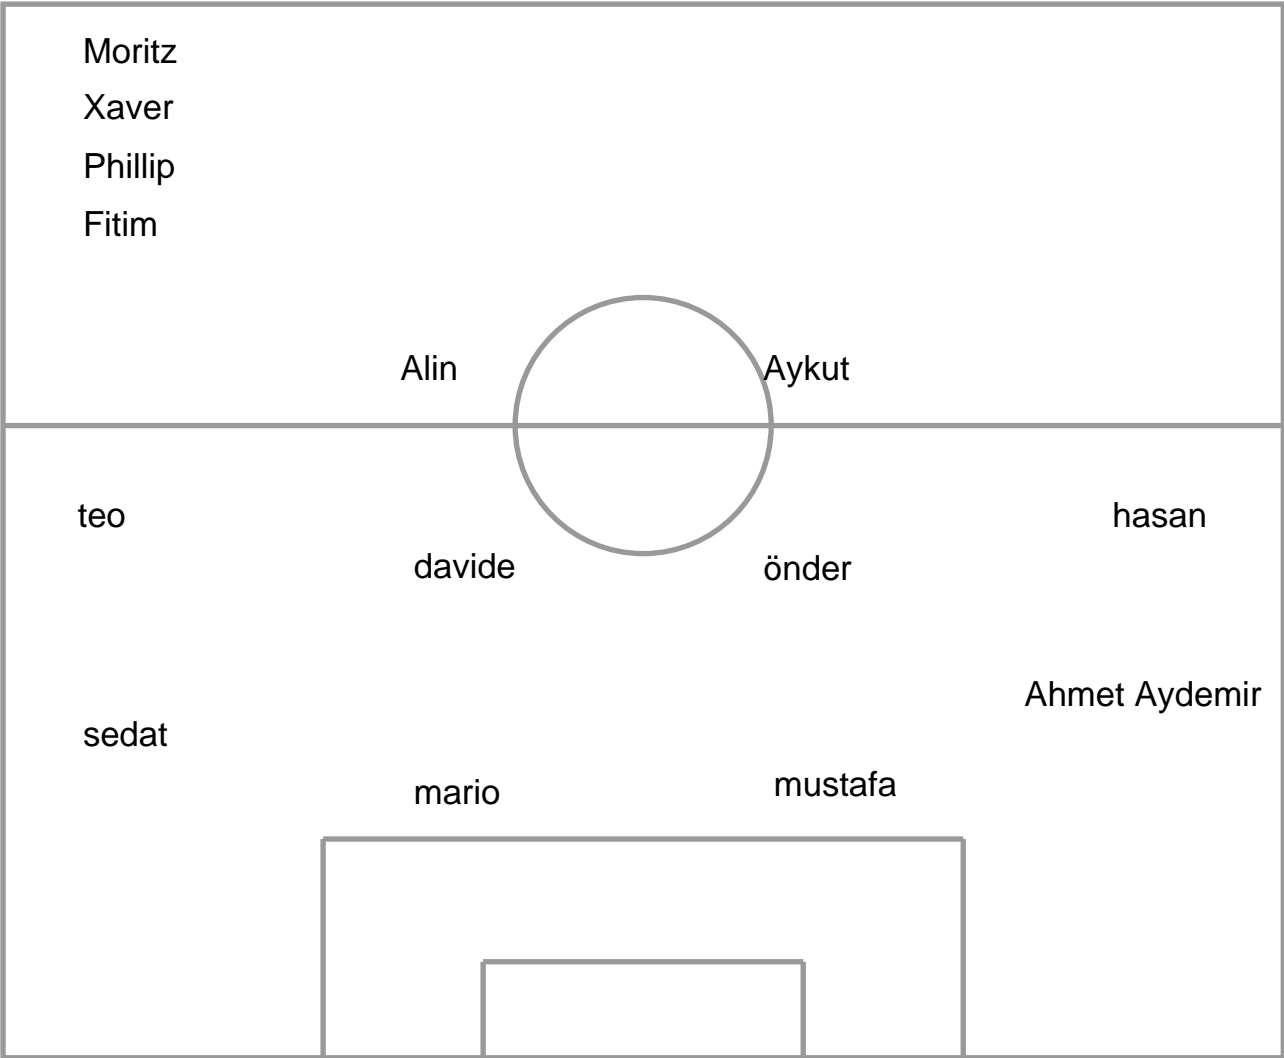 Moritz
Xaver
Phillip
Fitim
Alin
Aykut
teo
hasan
davide
önder
Ahmet Aydemir
sedat
mustafa
mario